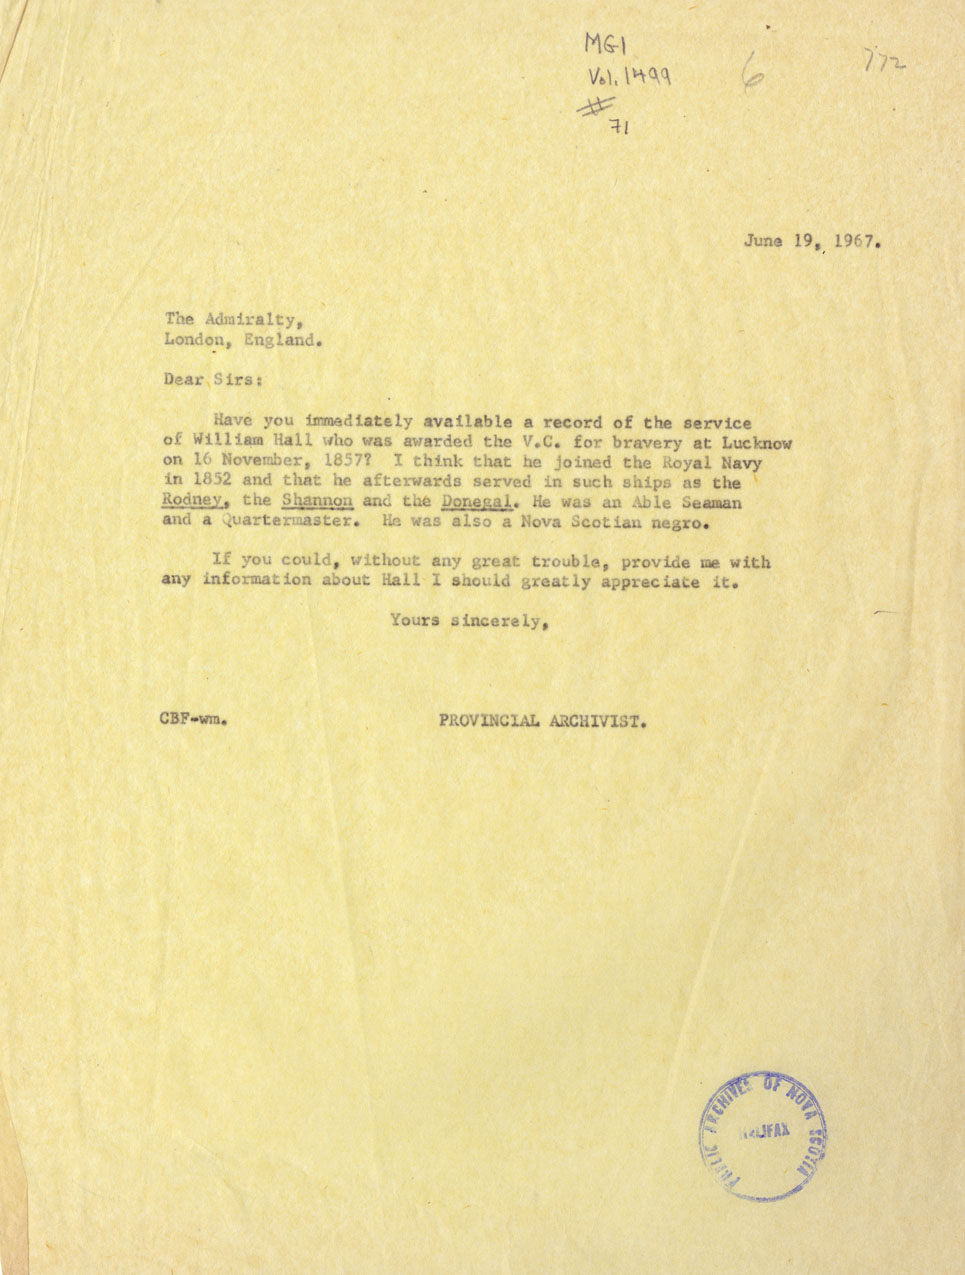 MG1
Vol. 1499
#
71
6
772
June 19, 1967.
The Admiralty,
London, England.
Dear Sirs:
Have you immediately available a record of the service
of William Hall who was awarded the V.C. for bravery at Lucknow
on 16 November, 1857? I think that he joined the Royal Navy
in 1852 and that he afterwards served in such ships as the
Rodney, the Shannon and the Donegal. He was an Able Seaman
and a Quartermaster. He was also a Nova Scotian negro.
If you could, without any great trouble, provide me with
any information about Hall I should greatly appreciate it.
Yours sincerely,
CBF-wm.
PROVINCIAL ARCHIVIST.
PUBLIC ARCHIVES OF NOVA SCOTIA
HALIFAX